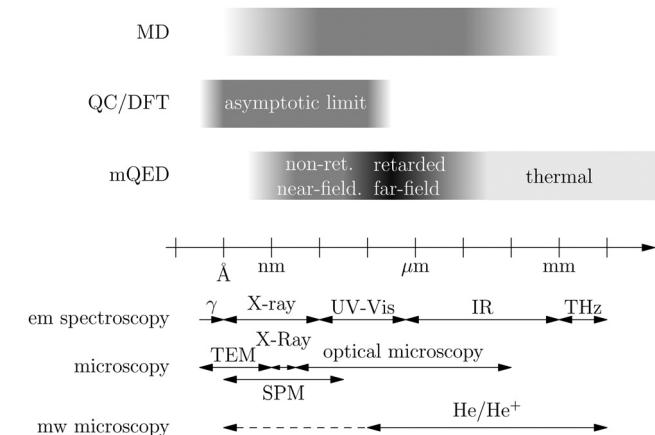 MD
QC/DFT asymptotic limit
mQED non-ret. retarded thermal
near-field. far-field
Å nm μm mm
em spectroscopy γ X-ray UV-Vis IR THz
X-Ray
microscopy TEM optical microscopy
SPM
mw microscopy He/He⁺